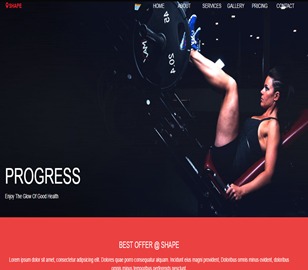 SHAPE
HOME ABOUT SERVICES GALLERY PRICING CONTACT
45
PROGRESS
Enjoy The Glow Of Good Health
BEST OFFER @ SHAPE
Lorem ipsum dolor sit amet, consectetur adipisicing elit. Dolores quae porro consequatur aliquam, incidunt eius magni provident, Doloribus omnis minus ovident, doloribus
omnis minus temporibus perferendis nesciunt